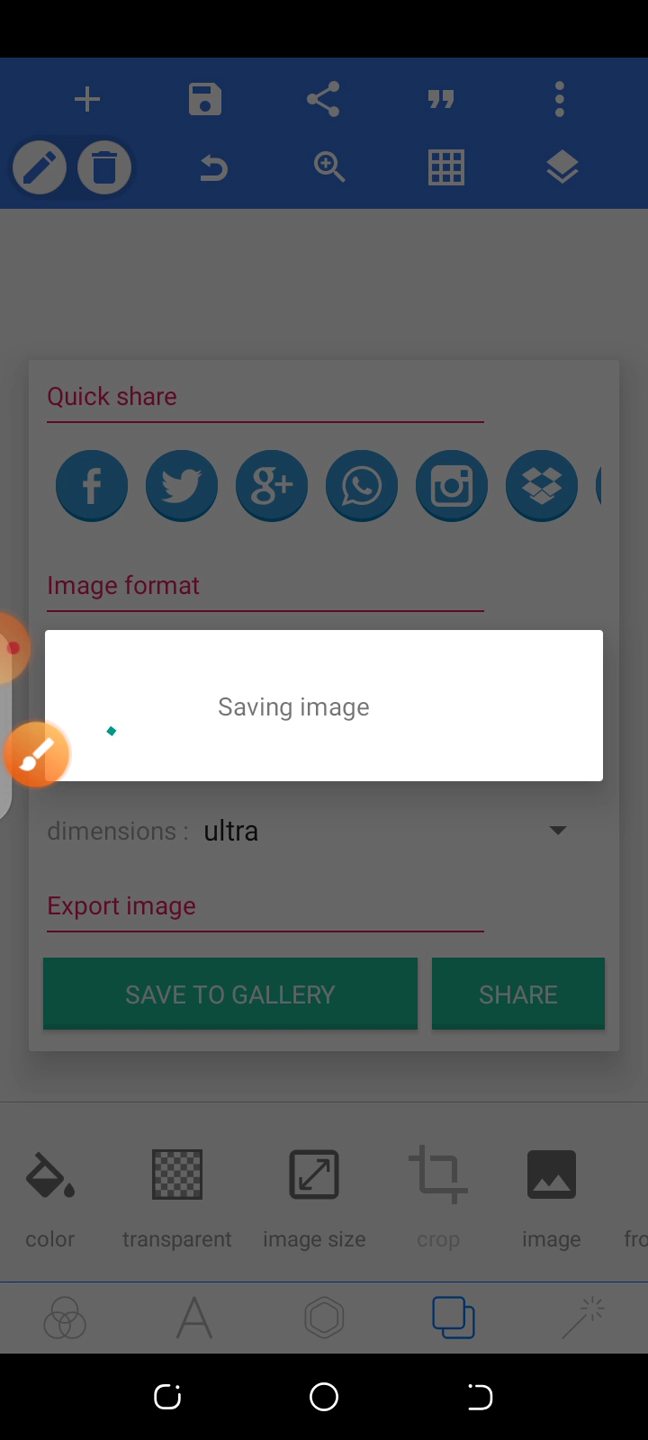 Quick share
Image format
Saving image
dimensions : ultra
Export image
SAVE TO GALLERY SHARE
color transparent image size crop image fro